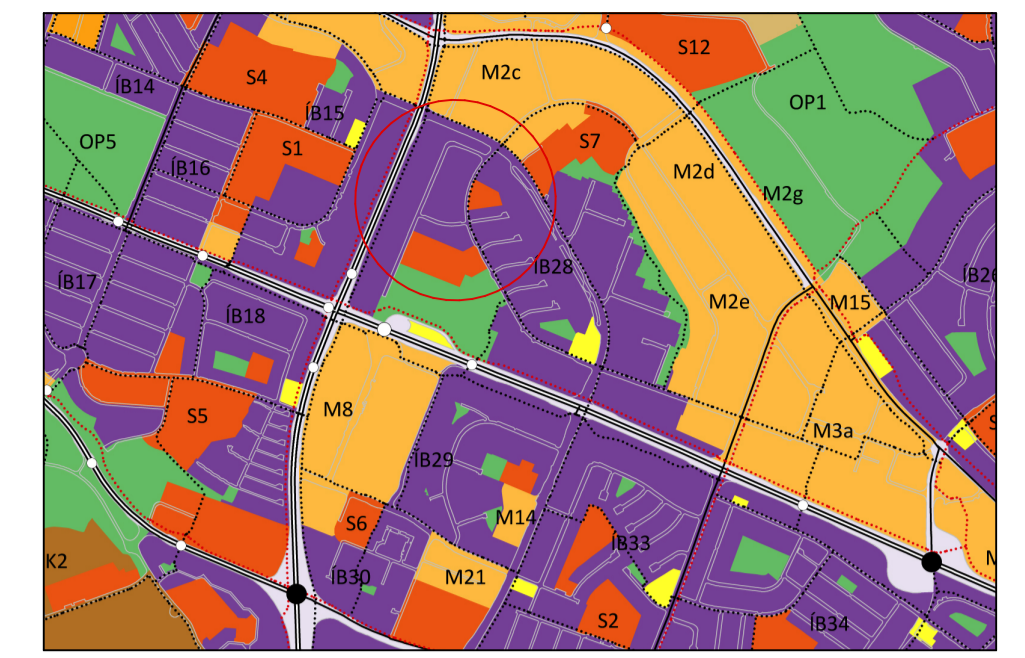 M2c
S12
S4
ÍB14
ÍB15
OP1
OP5
S1
S7
ÍB16
M2d
M2g
ÍB28
ÍB26
ÍB17
M2e
M15
ÍB18
M8
S5
M3a
ÍB29
M14
S6
ÍB33
K2
ÍB30
M21
S2
ÍB34